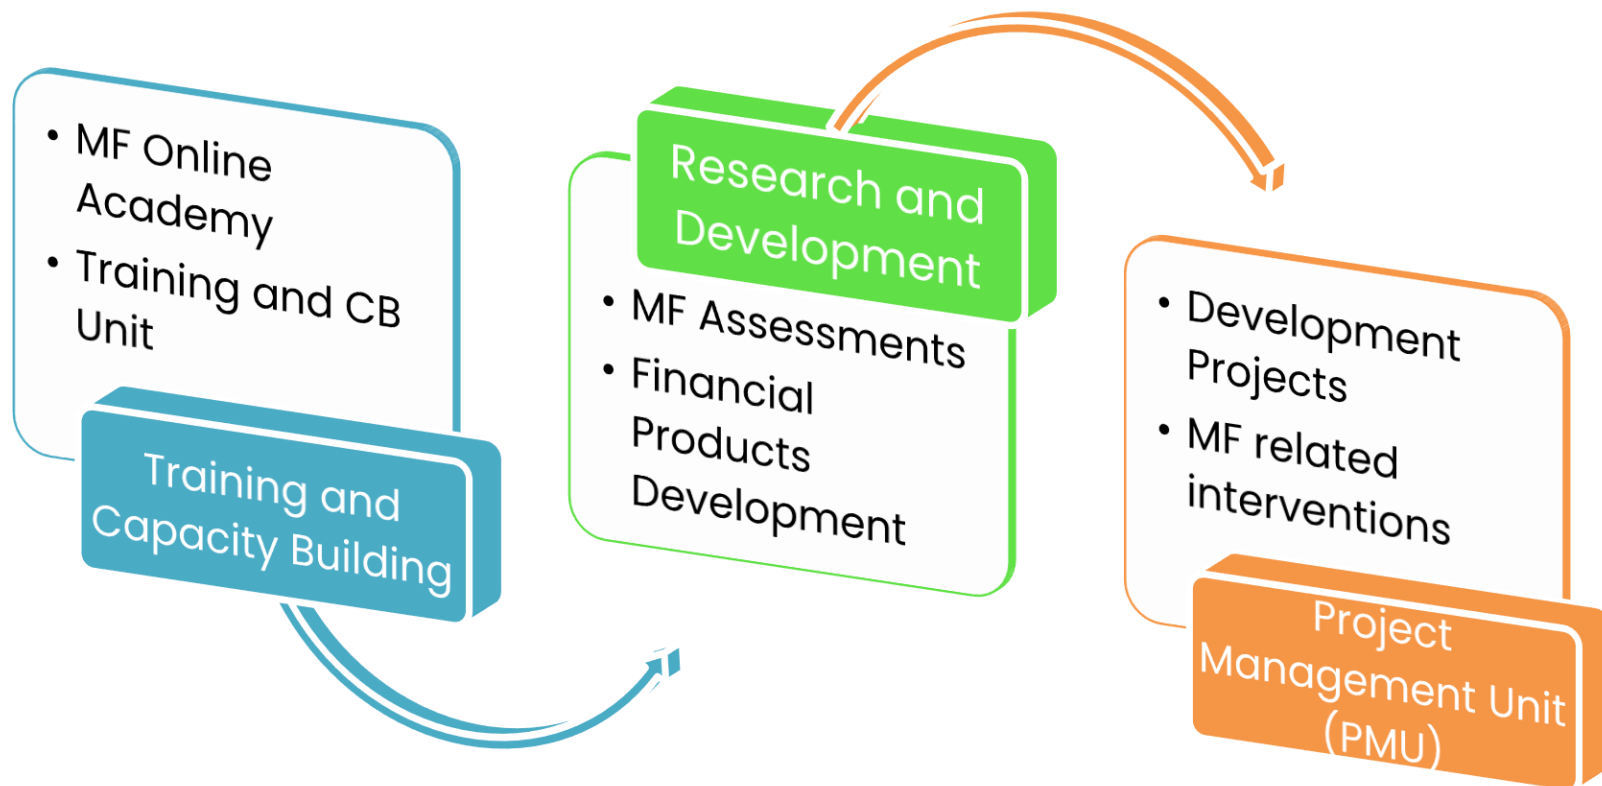 • MF Online
Academy
• Training and CB
Unit
Training and
Capacity Building
Research and
Development
• MF Assessments
• Financial
Products
Development
• Development
Projects
• MF related
interventions
Project
Management Unit
(PMU)